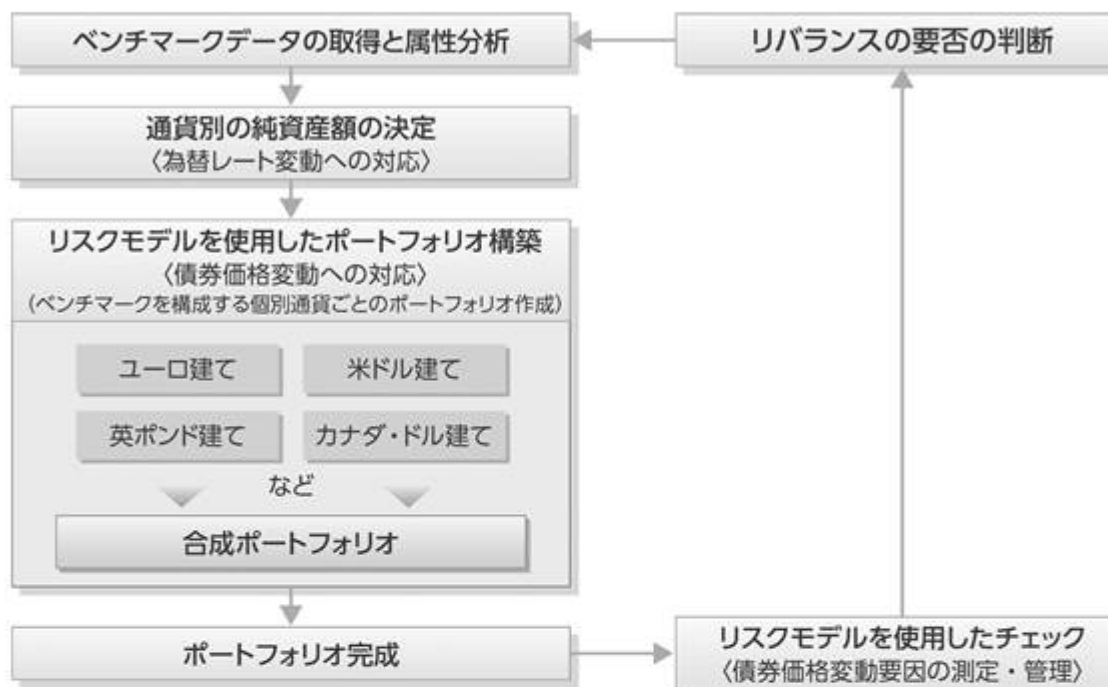 ベンチマークデータの取得と属性分析
リバランスの要否の判断
通貨別の純資産額の決定
〈為替レート変動への対応〉
リスクモデルを使用したポートフォリオ構築
〈債券価格変動への対応〉
(ベンチマークを構成する個別通貨ごとのポートフォリオ作成)
ユーロ建て
米ドル建て
英ポンド建て
カナダ・ドル建て
など
合成ポートフォリオ
ポートフォリオ完成
リスクモデルを使用したチェック
〈債券価格変動要因の測定・管理〉